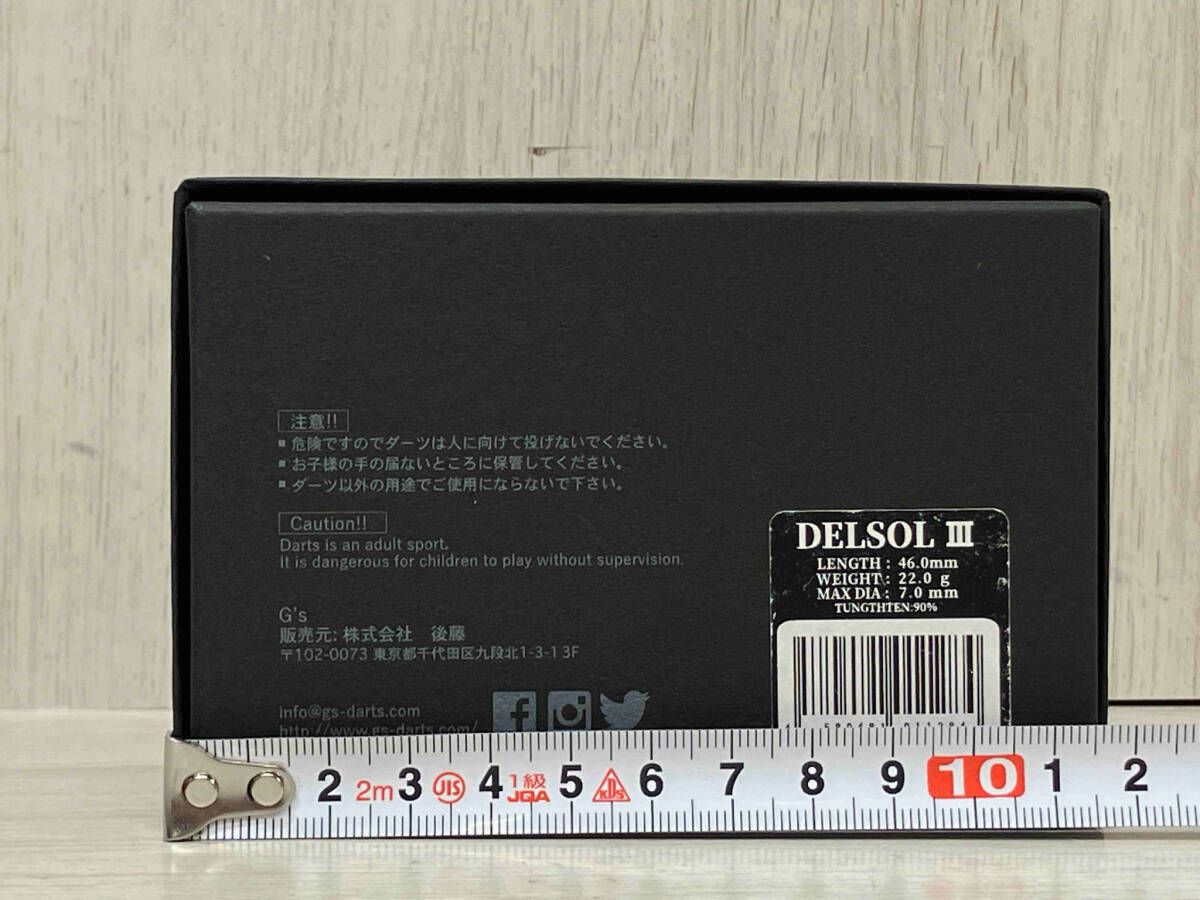 注意!!
■ 危険ですのでダーツは人に向けて投げないでください。
■ お子様の手の届ないところに保管してください。
■ ダーツ以外の用途でご使用にならないで下さい。
Caution!!
Darts is an adult sport.
It is dangerous for children to play without supervision.
G's
販売元: 株式会社 後藤
〒102-0073 東京都千代田区九段北1-3-1 3F
info@gs-darts.com
http://www.gs-darts.com/
DELSOL III
LENGTH : 46.0mm
WEIGHT : 22.0 g
MAX DIA : 7.0 mm
TUNGTHTEN:90%
2 2m 3 JIS 4 1級 JQA 5 KDS 6 7 8 9 10 1 2